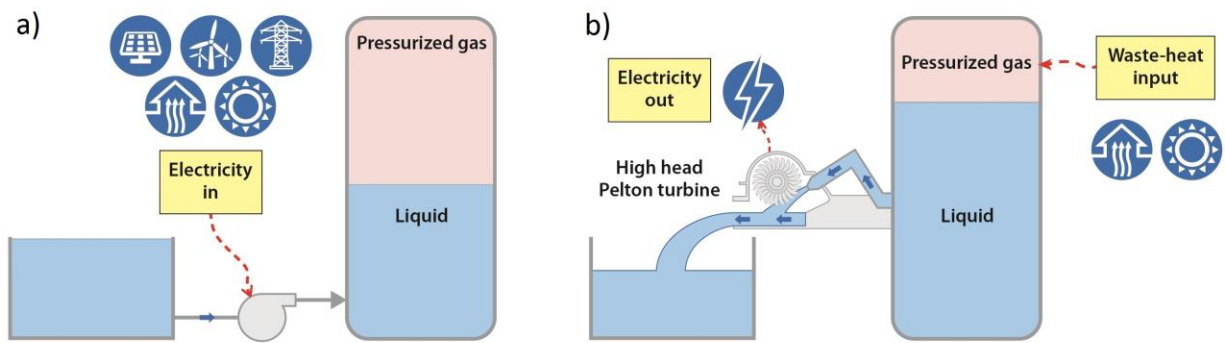 a)
Pressurized gas
Electricity
in
Liquid
b)
Electricity
out
High head
Pelton turbine
Pressurized gas
Liquid
Waste-heat
input